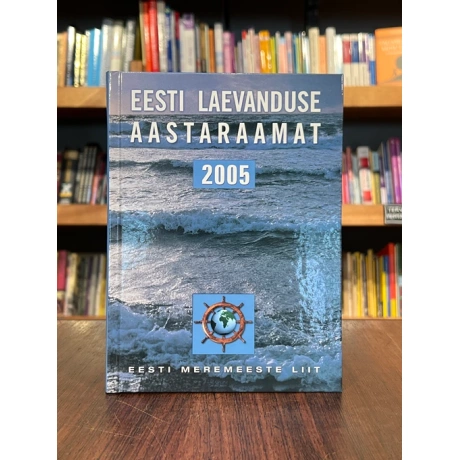 EESTI LAEVANDUSE
AASTARAAMAT
2005
EESTI MEREMEESTE LIIT